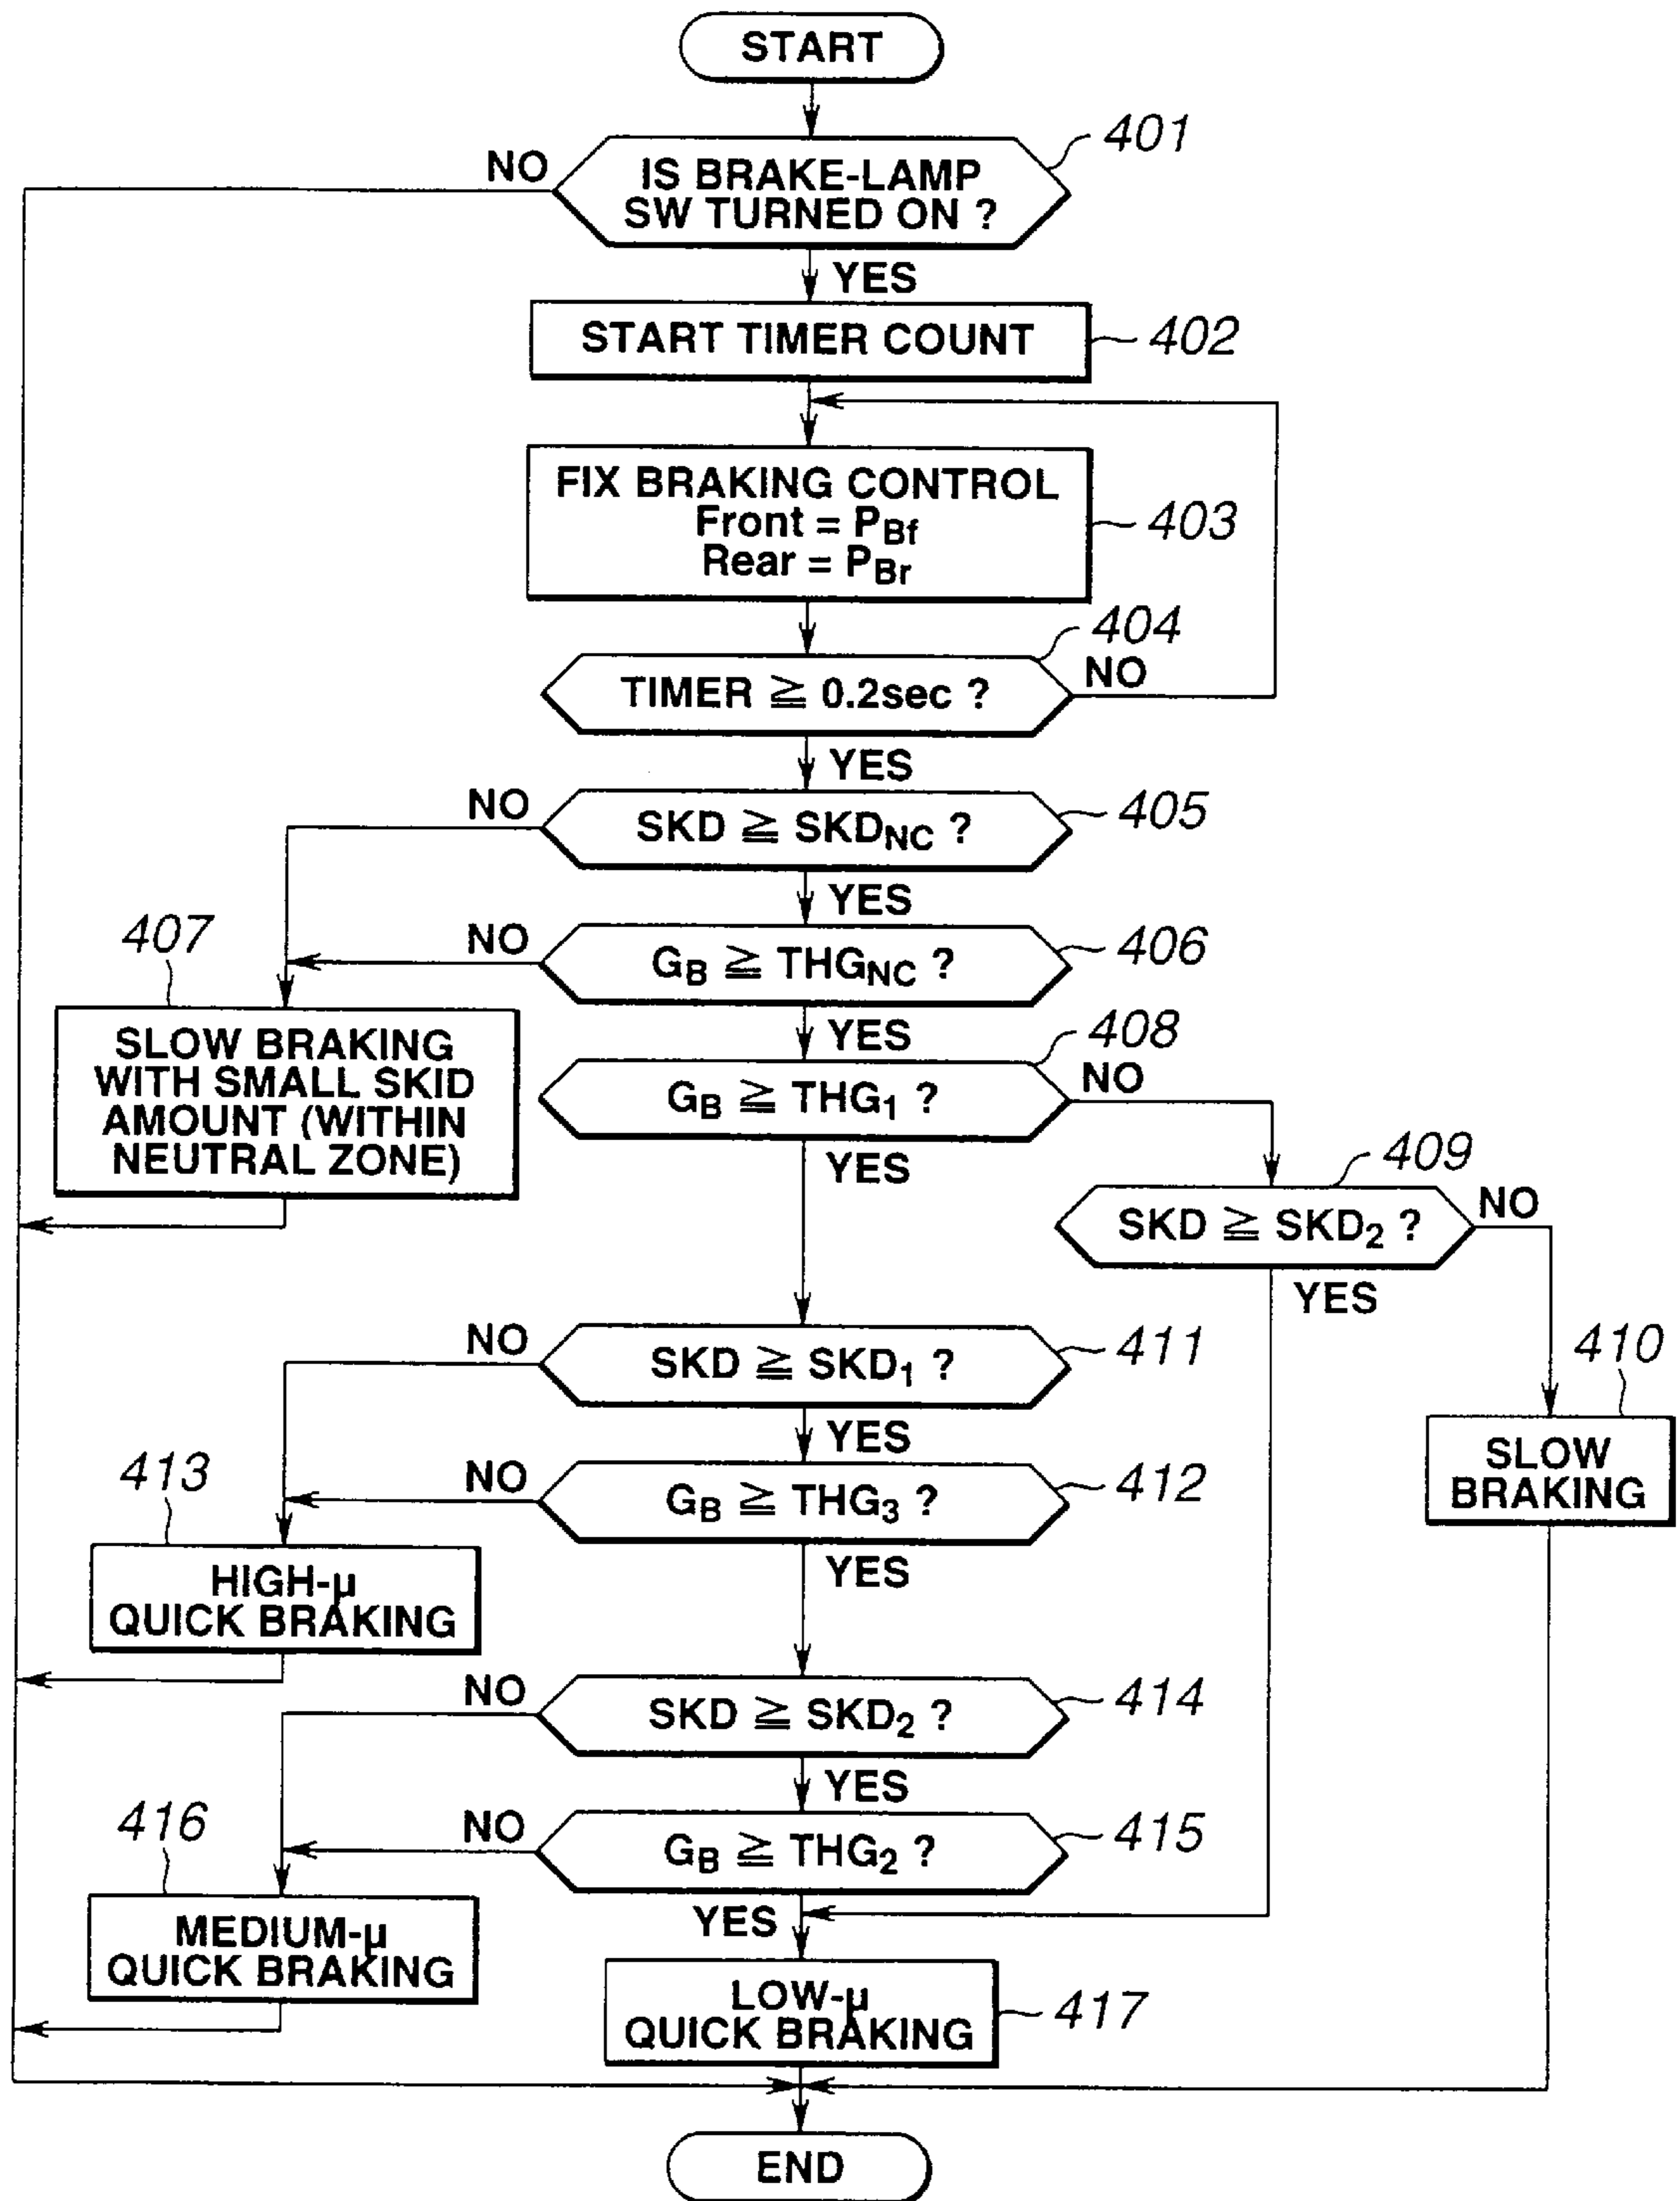 START
401
NO
IS BRAKE-LAMP
SW TURNED ON ?
YES
START TIMER COUNT
402
FIX BRAKING CONTROL
Front = PBf
Rear = PBr
403
404
TIMER ≧ 0.2sec ?
NO
YES
NO
SKD ≧ SKDNC ?
405
YES
407
NO
GB ≧ THGNC ?
406
YES
408
SLOW BRAKING
WITH SMALL SKID
AMOUNT (WITHIN
NEUTRAL ZONE)
GB ≧ THG1 ?
NO
YES
409
SKD ≧ SKD2 ?
NO
YES
NO
SKD ≧ SKD1 ?
411
410
YES
SLOW
BRAKING
413
NO
GB ≧ THG3 ?
412
YES
HIGH-µ
QUICK BRAKING
NO
SKD ≧ SKD2 ?
414
YES
416
NO
GB ≧ THG2 ?
415
YES
MEDIUM-µ
QUICK BRAKING
LOW-µ
QUICK BRAKING
417
END